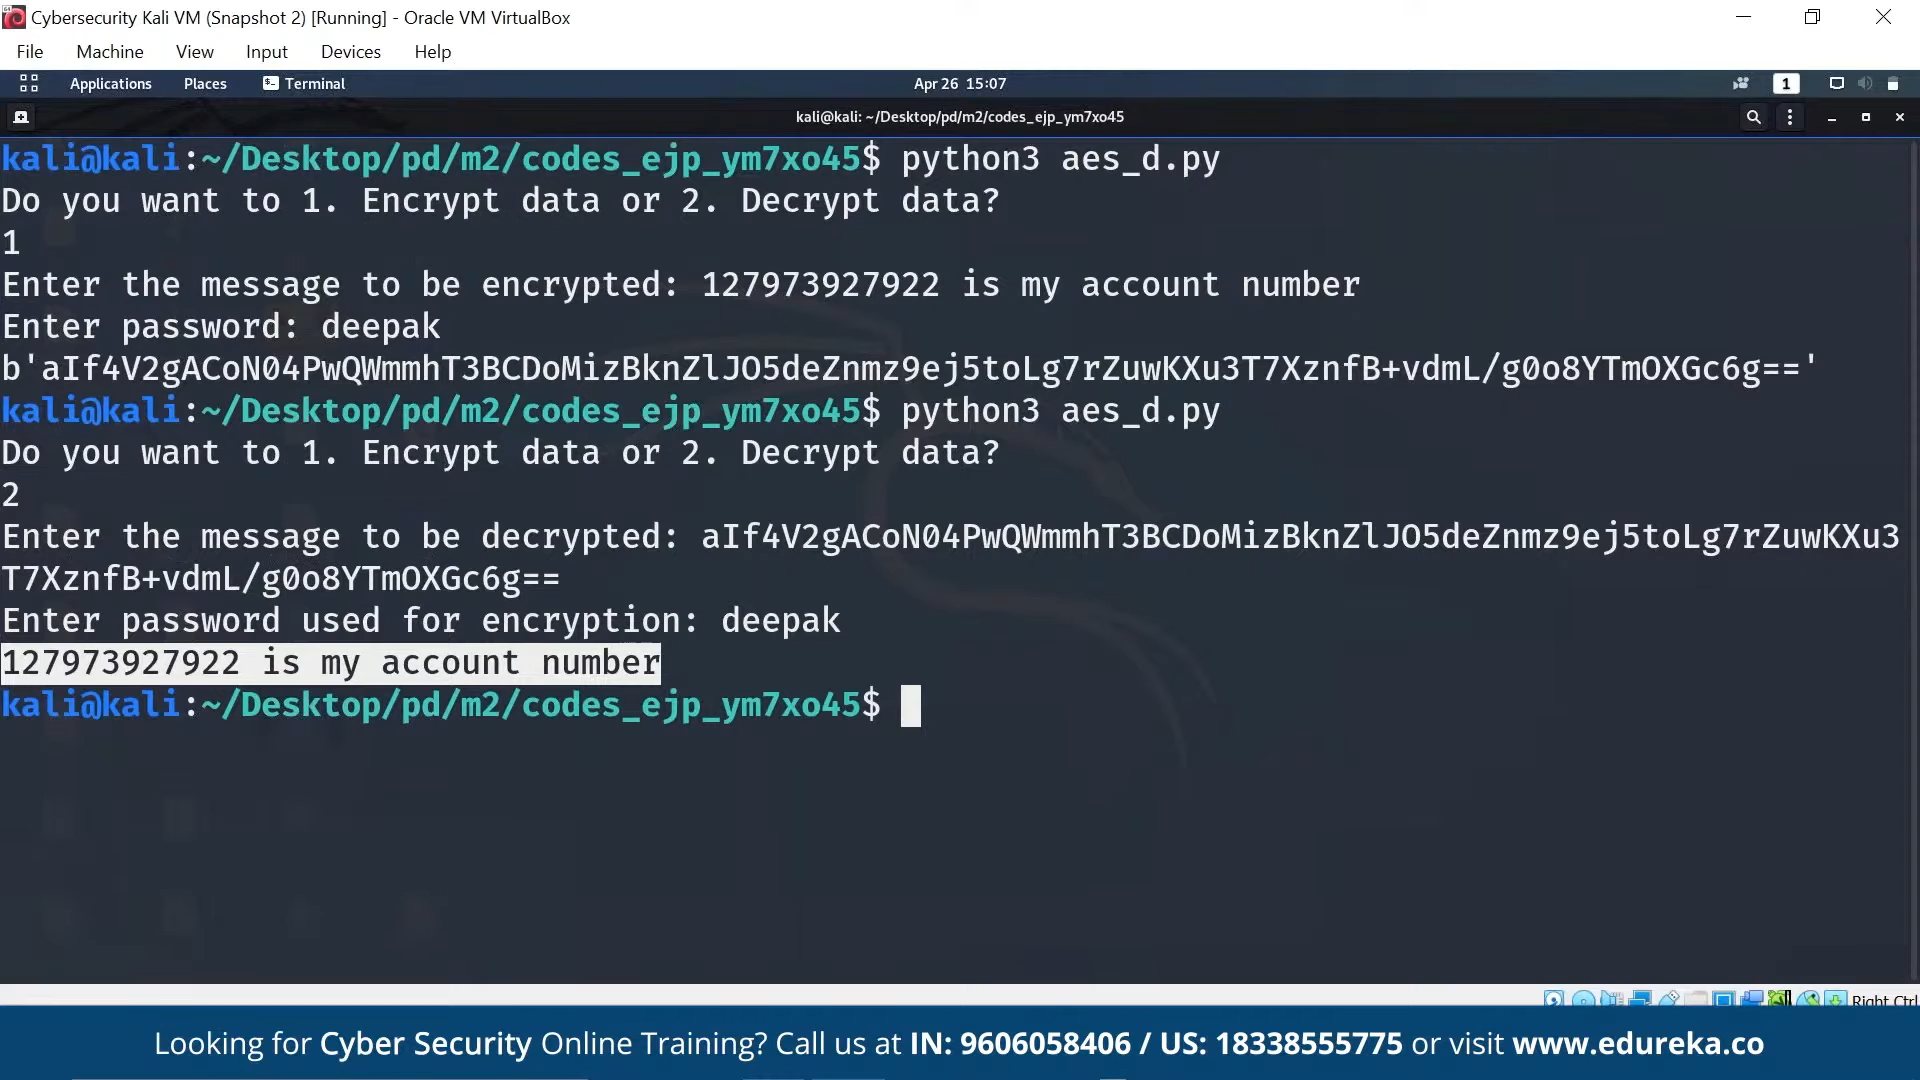 Cybersecurity Kali VM (Snapshot 2) [Running] - Oracle VM VirtualBox
File Machine View Input Devices Help
Applications Places Terminal Apr 26 15:07 1
kali@kali: ~/Desktop/pd/m2/codes_ejp_ym7xo45
kali@kali:~/Desktop/pd/m2/codes_ejp_ym7xo45$ python3 aes_d.py
Do you want to 1. Encrypt data or 2. Decrypt data?
1
Enter the message to be encrypted: 127973927922 is my account number
Enter password: deepak
b'aIf4V2gACoN04PwQWmmhT3BCDoMizBknZlJO5deZnmz9ej5toLg7rZuwKXu3T7XznfB+vdmL/g0o8YTmOXGc6g=='
kali@kali:~/Desktop/pd/m2/codes_ejp_ym7xo45$ python3 aes_d.py
Do you want to 1. Encrypt data or 2. Decrypt data?
2
Enter the message to be decrypted: aIf4V2gACoN04PwQWmmhT3BCDoMizBknZlJO5deZnmz9ej5toLg7rZuwKXu3
T7XznfB+vdmL/g0o8YTmOXGc6g==
Enter password used for encryption: deepak
127973927922 is my account number
kali@kali:~/Desktop/pd/m2/codes_ejp_ym7xo45$
Right Ctrl
Looking for Cyber Security Online Training? Call us at IN: 9606058406 / US: 18338555775 or visit www.edureka.co